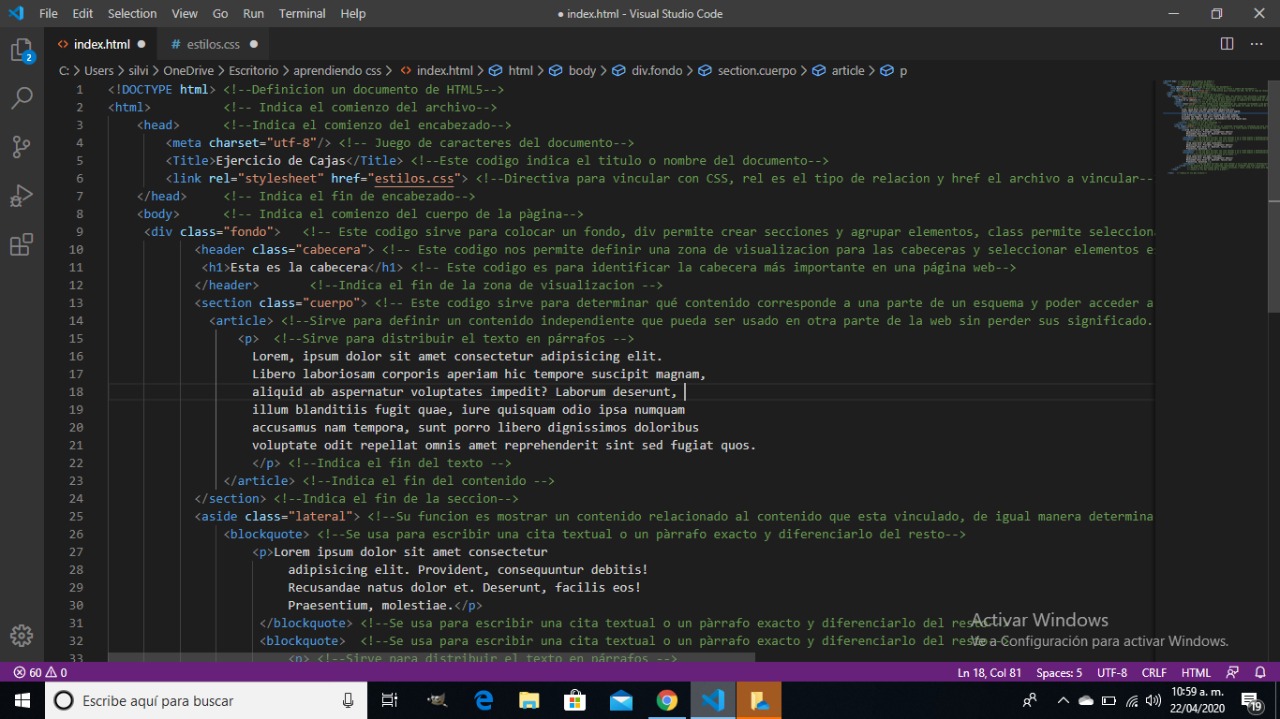 File Edit Selection View Go Run Terminal Help ● index.html - Visual Studio Code
index.html ● # estilos.css ●
C: > Users > silvi > OneDrive > Escritorio > aprendiendo css > index.html > html > body > div.fondo > section.cuerpo > article > p
1 <!DOCTYPE html> <!--Definicion un documento de HTML5-->
2 <html> <!-- Indica el comienzo del archivo-->
3 <head> <!--Indica el comienzo del encabezado-->
4 <meta charset="utf-8"/> <!-- Juego de caracteres del documento-->
5 <Title>Ejercicio de Cajas</Title> <!--Este codigo indica el titulo o nombre del documento-->
6 <link rel="stylesheet" href="estilos.css"> <!--Directiva para vincular con CSS, rel es el tipo de relacion y href el archivo a vincular--
7 </head> <!-- Indica el fin de encabezado-->
8 <body> <!-- Indica el comienzo del cuerpo de la pàgina-->
9 <div class="fondo"> <!-- Este codigo sirve para colocar un fondo, div permite crear secciones y agrupar elementos, class permite seleccion
10 <header class="cabecera"> <!-- Este codigo nos permite definir una zona de visualizacion para las cabeceras y seleccionar elementos e
11 <h1>Esta es la cabecera</h1> <!-- Este codigo es para identificar la cabecera más importante en una página web-->
12 </header> <!--Indica el fin de la zona de visualizacion -->
13 <section class="cuerpo"> <!-- Este codigo sirve para determinar qué contenido corresponde a una parte de un esquema y poder acceder a
14 <article> <!--Sirve para definir un contenido independiente que pueda ser usado en otra parte de la web sin perder sus significado.
15 <p> <!--Sirve para distribuir el texto en párrafos -->
16 Lorem, ipsum dolor sit amet consectetur adipisicing elit.
17 Libero laboriosam corporis aperiam hic tempore suscipit magnam,
18 aliquid ab aspernatur voluptates impedit? Laborum deserunt,
19 illum blanditiis fugit quae, iure quisquam odio ipsa numquam
20 accusamus nam tempora, sunt porro libero dignissimos doloribus
21 voluptate odit repellat omnis amet reprehenderit sint sed fugiat quos.
22 </p> <!--Indica el fin del texto -->
23 </article> <!--Indica el fin del contenido -->
24 </section> <!--Indica el fin de la seccion-->
25 <aside class="lateral"> <!--Su funcion es mostrar un contenido relacionado al contenido que esta vinculado, de igual manera determina
26 <blockquote> <!--Se usa para escribir una cita textual o un pàrrafo exacto y diferenciarlo del resto-->
27 <p>Lorem ipsum dolor sit amet consectetur
28 adipisicing elit. Provident, consequuntur debitis!
29 Recusandae natus dolor et. Deserunt, facilis eos!
30 Praesentium, molestiae.</p>
31 </blockquote> <!--Se usa para escribir una cita textual o un pàrrafo exacto y diferenciarlo del resto-->
32 <blockquote> <!--Se usa para escribir una cita textual o un pàrrafo exacto y diferenciarlo del resto-->
33 <p> <!--Sirve para distribuir el texto en párrafos -->
Activar Windows
Ve a Configuración para activar Windows.
60 0 Ln 18, Col 81 Spaces: 5 UTF-8 CRLF HTML
Escribe aquí para buscar
10:59 a. m.
22/04/2020
19
2